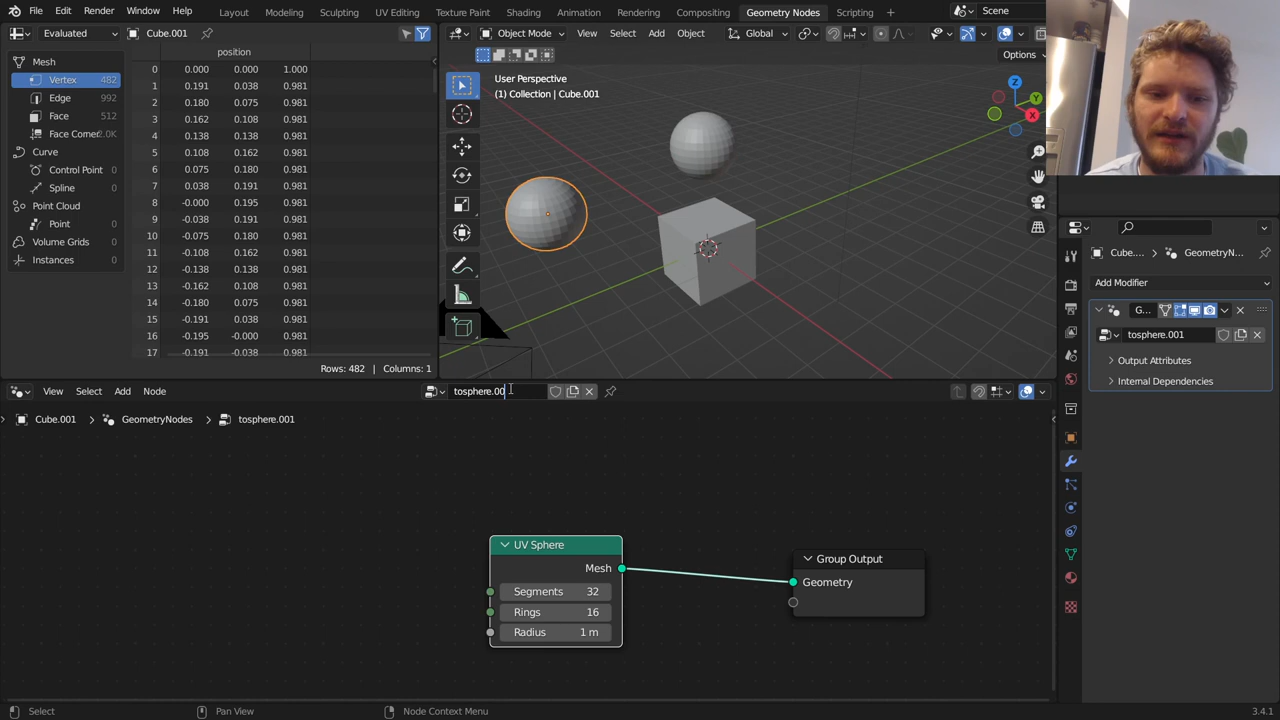 File Edit Render Window Help Layout Modeling Sculpting UV Editing Texture Paint Shading Animation Rendering Compositing Geometry Nodes Scripting Scene
Evaluated Cube.001
Object Mode View Select Add Object Global
Options
position
Mesh
Vertex 482
Edge 992
Face 512
Face Corner 2.0K
Curve
Control Point 0
Spline 0
Point Cloud
Point 0
Volume Grids 0
Instances 0
0 0.000 0.000 1.000
1 0.191 0.038 0.981
2 0.180 0.075 0.981
3 0.162 0.108 0.981
4 0.138 0.138 0.981
5 0.108 0.162 0.981
6 0.075 0.180 0.981
7 0.038 0.191 0.981
8 -0.000 0.195 0.981
9 -0.038 0.191 0.981
10 -0.075 0.180 0.981
11 -0.108 0.162 0.981
12 -0.138 0.138 0.981
13 -0.162 0.108 0.981
14 -0.180 0.075 0.981
15 -0.191 0.038 0.981
16 -0.195 -0.000 0.981
17 -0.191 -0.038 0.981
Rows: 482 | Columns: 1
User Perspective
(1) Collection | Cube.001
Z
Y
X
Cube.... GeometryN...
Add Modifier
G...
tosphere.001
Output Attributes
Internal Dependencies
View Select Add Node tosphere.00
Cube.001 GeometryNodes tosphere.001
UV Sphere
Mesh
Segments 32
Rings 16
Radius 1 m
Group Output
Geometry
Select Pan View Node Context Menu 3.4.1